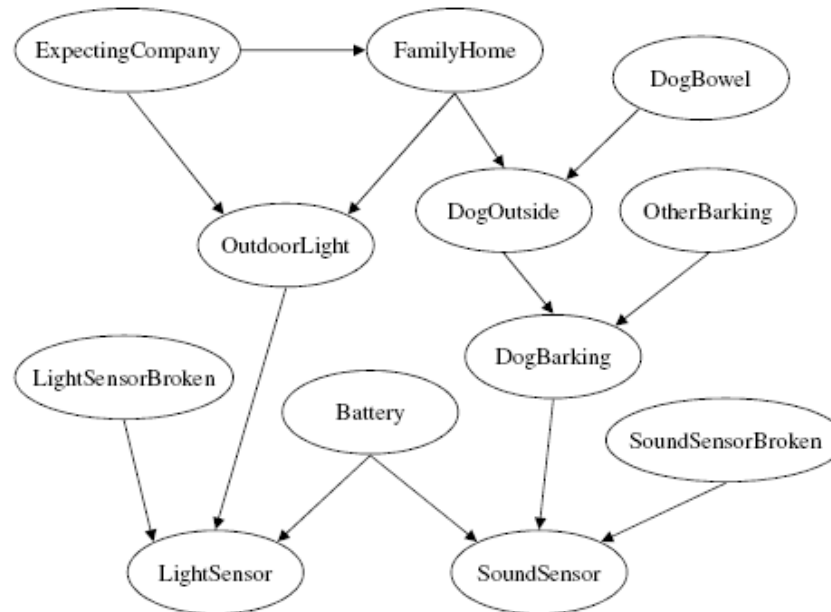 ExpectingCompany
FamilyHome
DogBowel
DogOutside
OtherBarking
OutdoorLight
DogBarking
LightSensorBroken
Battery
SoundSensorBroken
LightSensor
SoundSensor